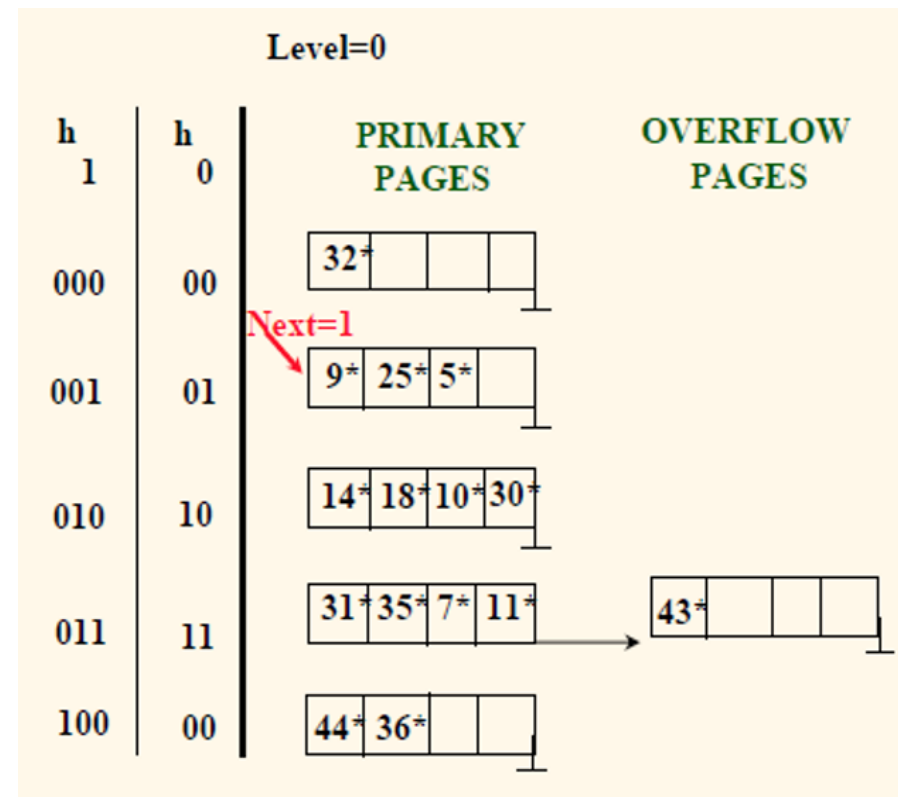 Level=0
h h PRIMARY OVERFLOW
1 0 PAGES PAGES
32*
000 00
Next=1
9* 25* 5*
001 01
14* 18* 10* 30*
010 10
31* 35* 7* 11* 43*
011 11
100 00 44* 36*